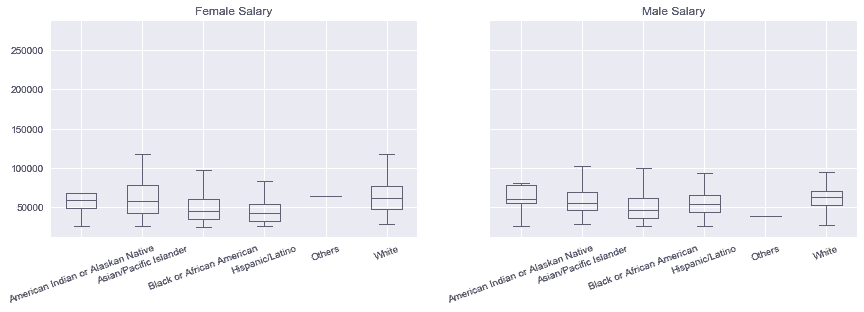 Female Salary
Male Salary
250000
200000
150000
100000
50000
American Indian or Alaskan Native
Asian/Pacific Islander
Black or African American
Hispanic/Latino
Others
White
American Indian or Alaskan Native
Asian/Pacific Islander
Black or African American
Hispanic/Latino
Others
White